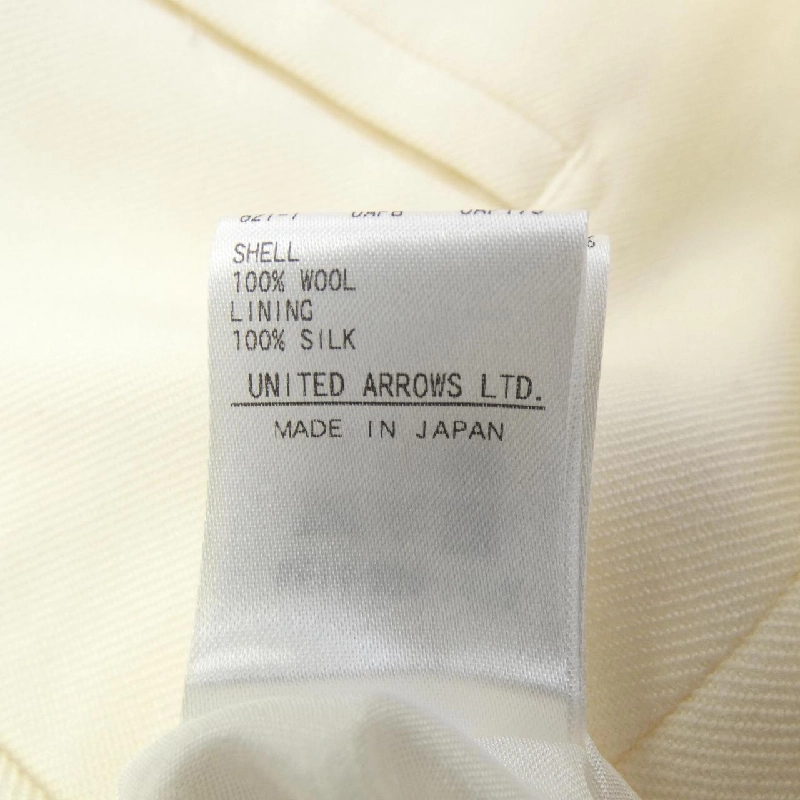 SHELL
100% WOOL
LINING
100% SILK
UNITED ARROWS LTD.
MADE IN JAPAN